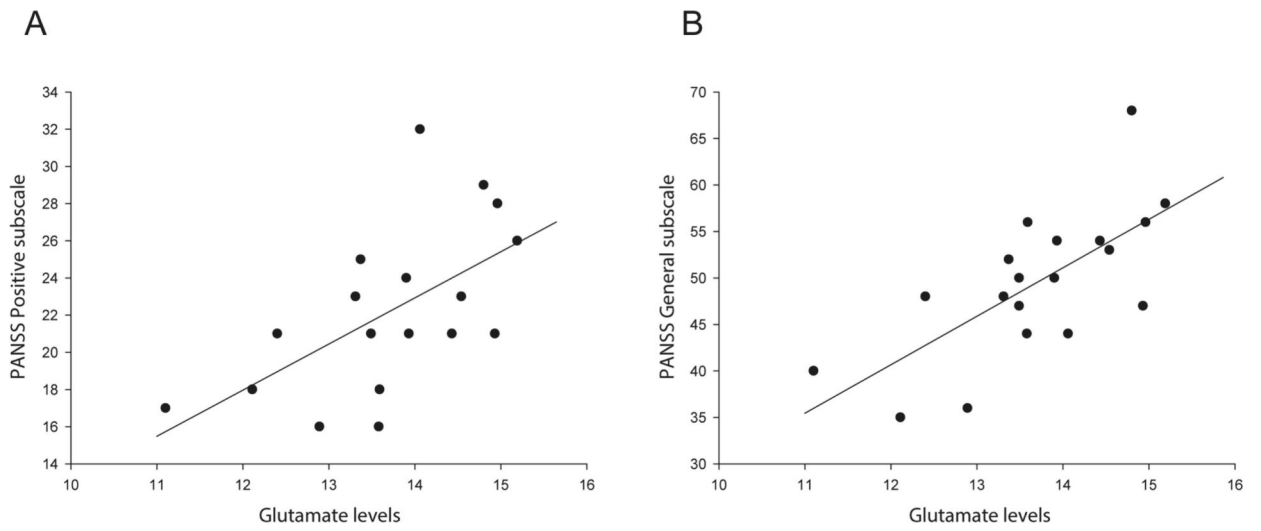 A
B
PANSS Positive subscale
34
32
30
28
26
24
22
20
18
16
14
10 11 12 13 14 15 16
Glutamate levels
PANSS General subscale
70
65
60
55
50
45
40
35
30
10 11 12 13 14 15 16
Glutamate levels